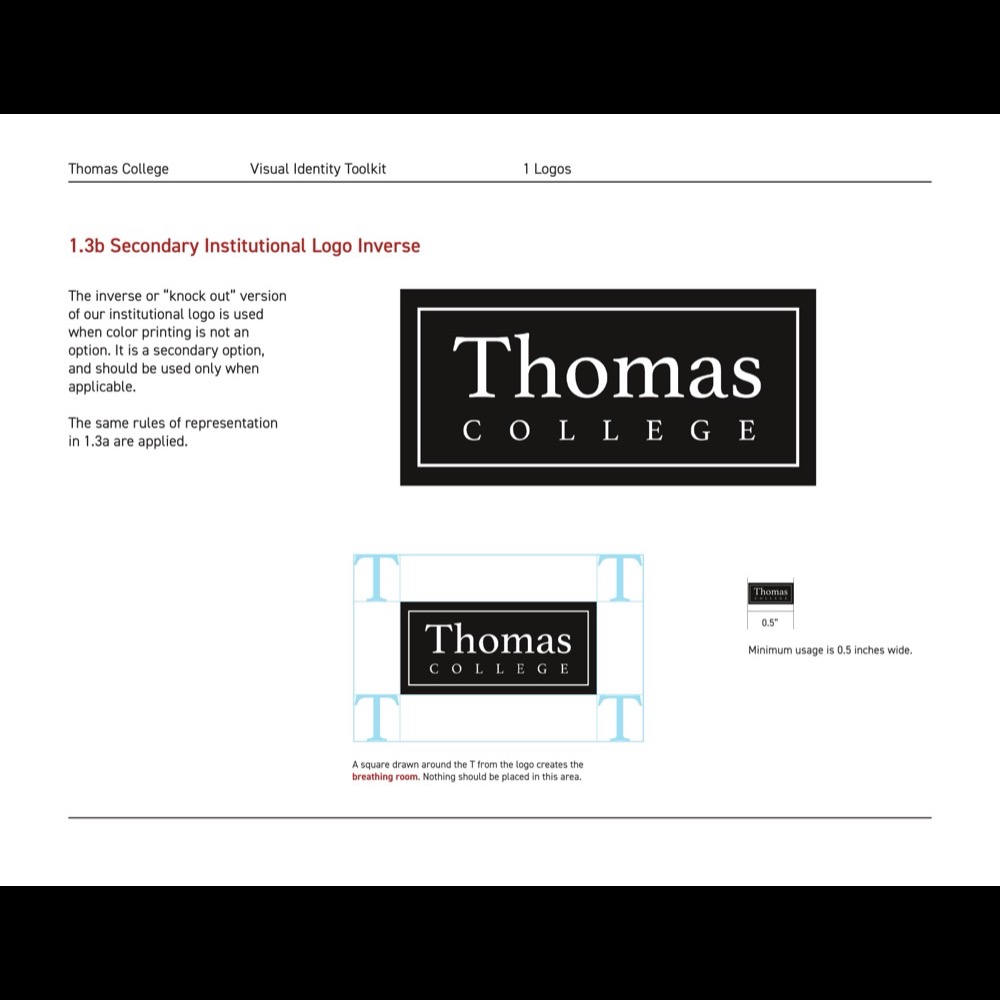 Thomas College Visual Identity Toolkit 1 Logos
1.3b Secondary Institutional Logo Inverse
The inverse or "knock out" version
of our institutional logo is used
when color printing is not an
option. It is a secondary option,
and should be used only when
applicable.
The same rules of representation
in 1.3a are applied.
Thomas
COLLEGE
T T
Thomas
COLLEGE
T T
A square drawn around the T from the logo creates the
breathing room. Nothing should be placed in this area.
Thomas
COLLEGE
0.5"
Minimum usage is 0.5 inches wide.